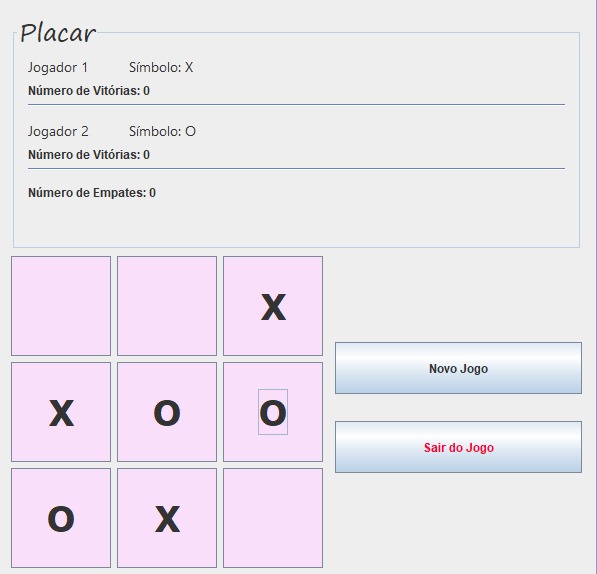 Placar
Jogador 1 Símbolo: X
Número de Vitórias: 0
Jogador 2 Símbolo: O
Número de Vitórias: 0
Número de Empates: 0
X
X O O
O X
Novo Jogo
Sair do Jogo